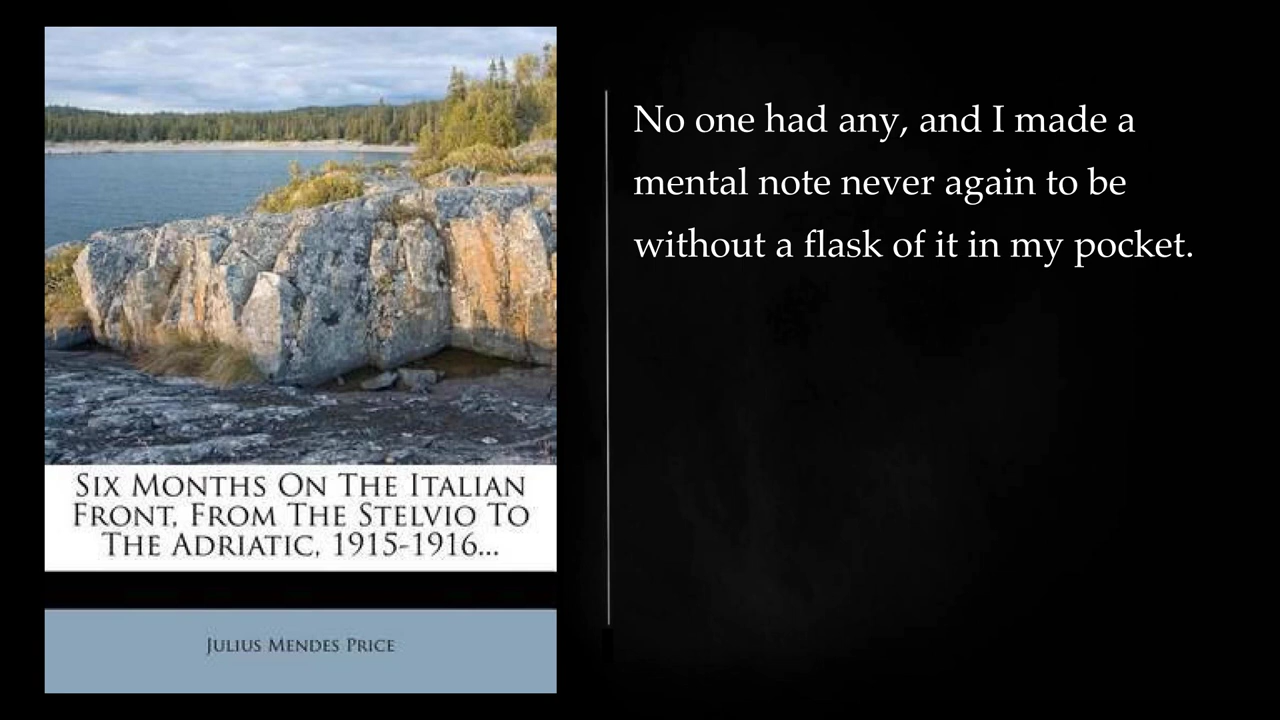 SIX MONTHS ON THE ITALIAN
FRONT, FROM THE STELVIO TO
THE ADRIATIC, 1915-1916...
JULIUS MENDES PRICE
No one had any, and I made a
mental note never again to be
without a flask of it in my pocket.